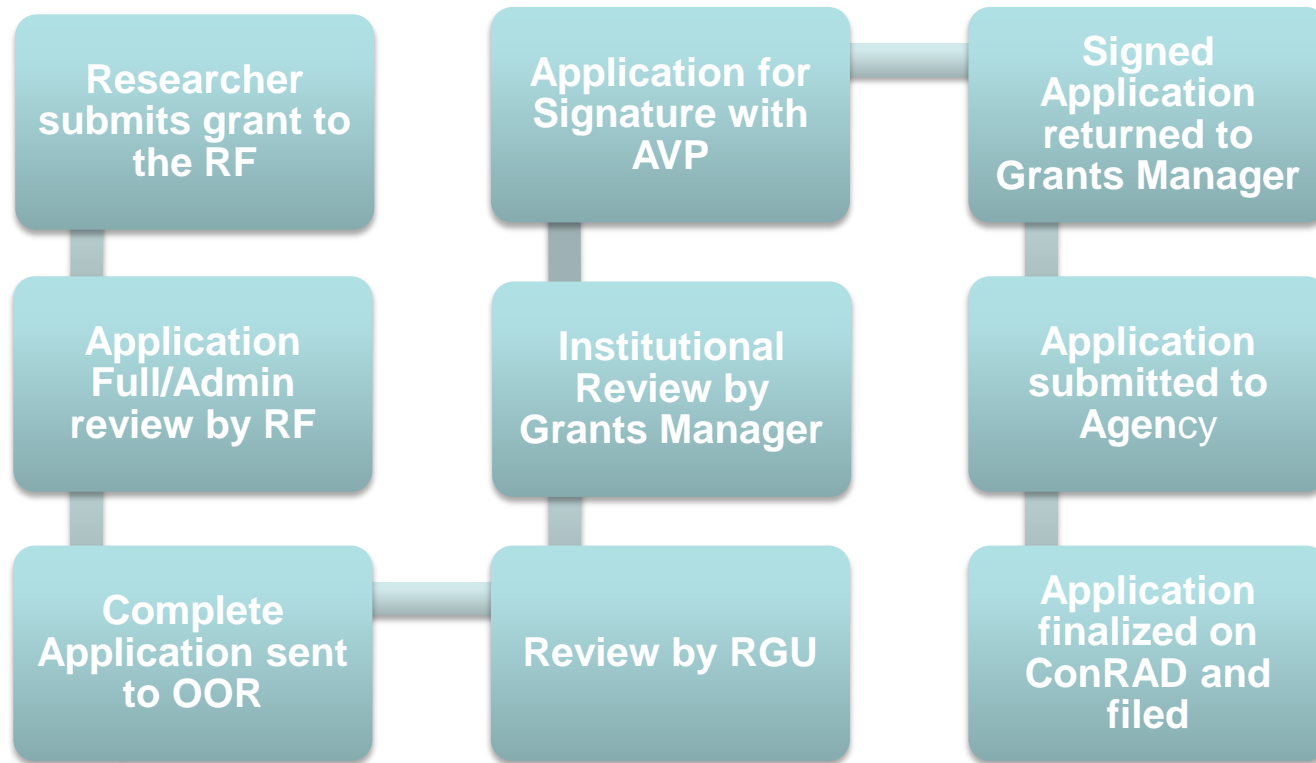 Researcher
submits grant to
the RF
Application
Full/Admin
review by RF
Complete
Application sent
to OOR
Review by RGU
Institutional
Review by
Grants Manager
Application for
Signature with
AVP
Signed
Application
returned to
Grants Manager
Application
submitted to
Agency
Application
finalized on
ConRAD and
filed